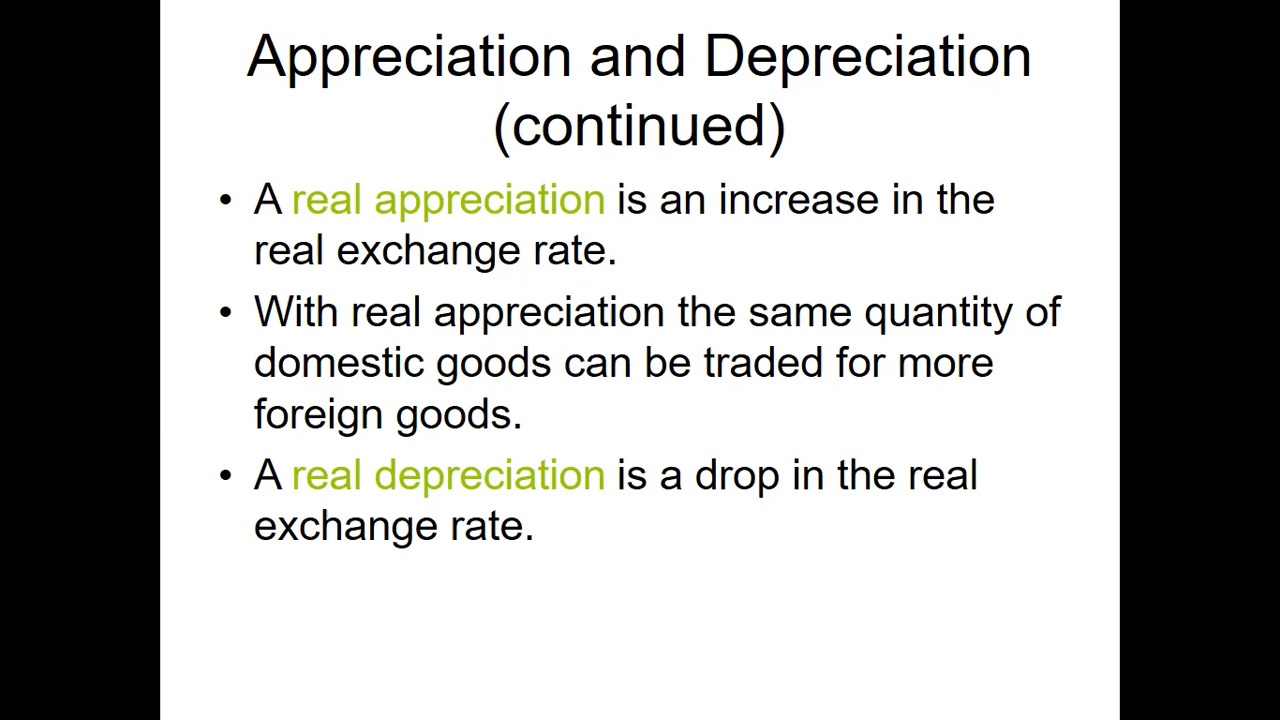 Appreciation and Depreciation
(continued)
• A real appreciation is an increase in the
real exchange rate.
• With real appreciation the same quantity of
domestic goods can be traded for more
foreign goods.
• A real depreciation is a drop in the real
exchange rate.